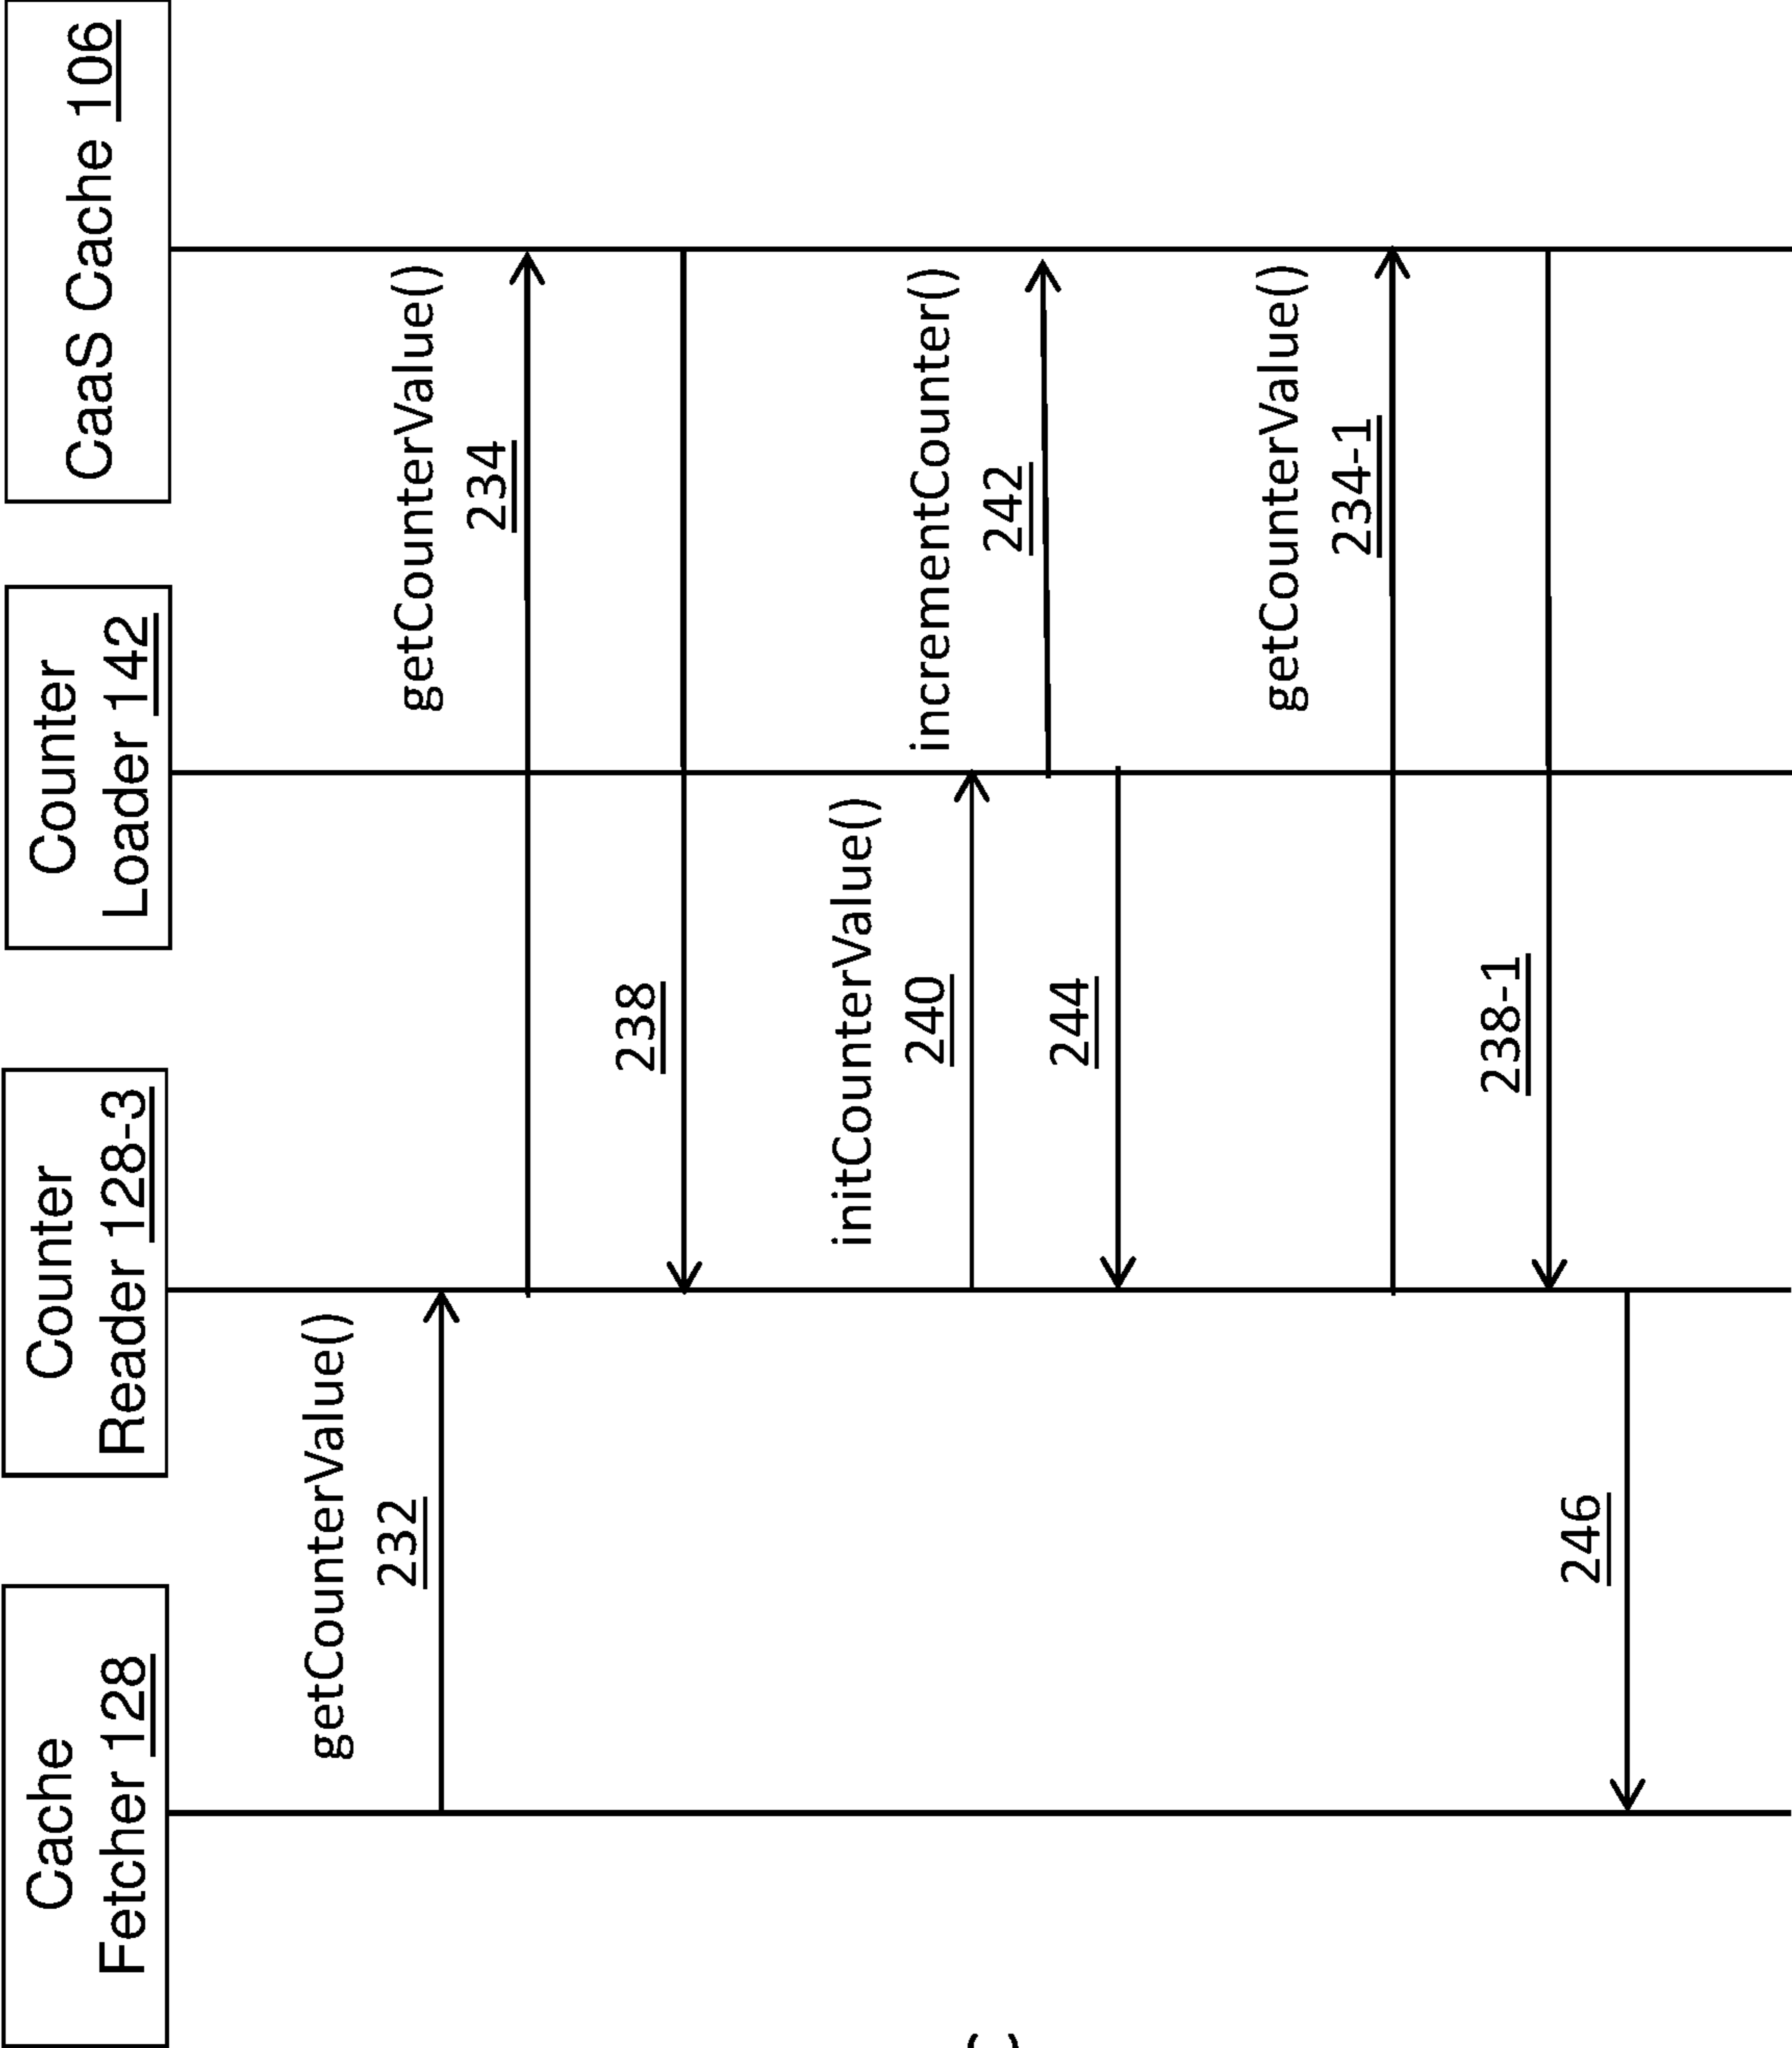 Cache
Fetcher 128
Counter
Reader 128-3
Counter
Loader 142
CaaS Cache 106
getCounterValue()
232
getCounterValue()
234
238
initCounterValue()
240
incrementCounter()
242
244
getCounterValue()
234-1
238-1
246